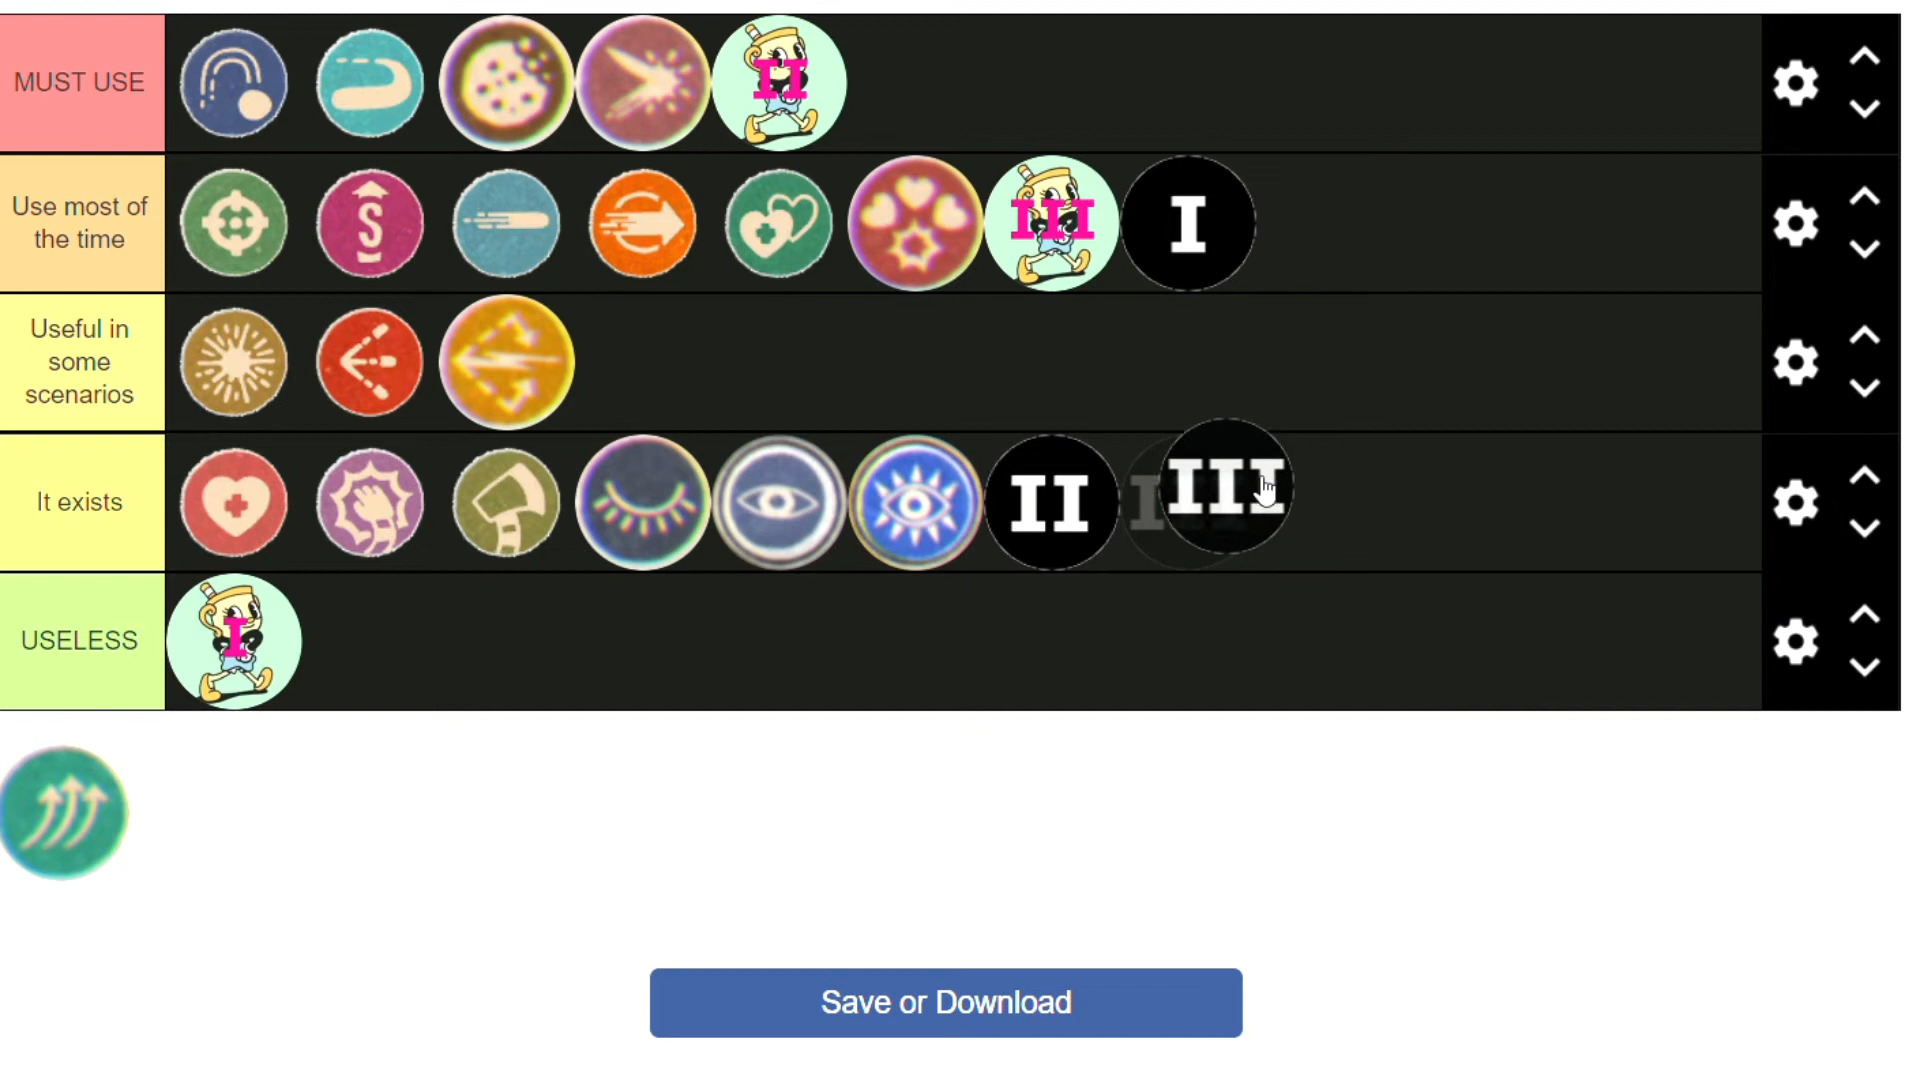 MUST USE
II
Use most of
the time
S
III
I
Useful in
some
scenarios
It exists
II
III
USELESS
I
Save or Download